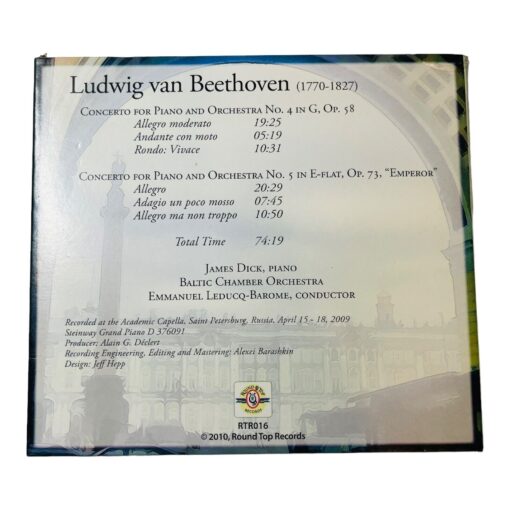 Ludwig van Beethoven (1770-1827)
Concerto for Piano and Orchestra No. 4 in G, Op. 58
Allegro moderato 19:25
Andante con moto 05:19
Rondo: Vivace 10:31
Concerto for Piano and Orchestra No. 5 in E-flat, Op. 73, "Emperor"
Allegro 20:29
Adagio un poco mosso 07:45
Allegro ma non troppo 10:50
Total Time 74:19
James Dick, piano
Baltic Chamber Orchestra
Emmanuel Leducq-Barome, conductor
Recorded at the Academic Capella, Saint Petersburg, Russia, April 15 - 18, 2009
Steinway Grand Piano D 376091
Producer: Alain G. Déclert
Recording Engineering, Editing and Mastering: Alexei Barashkin
Design: Jeff Hepp
Round Top
Records
RTR016
© 2010, Round Top Records